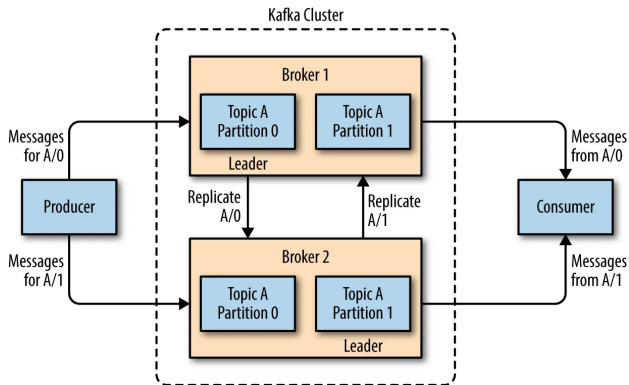 Kafka Cluster
Broker 1
Topic A
Partition 0
Topic A
Partition 1
Leader
Messages
for A/0
Messages
from A/0
Producer
Replicate
A/0
Replicate
A/1
Consumer
Messages
for A/1
Messages
from A/1
Broker 2
Topic A
Partition 0
Topic A
Partition 1
Leader